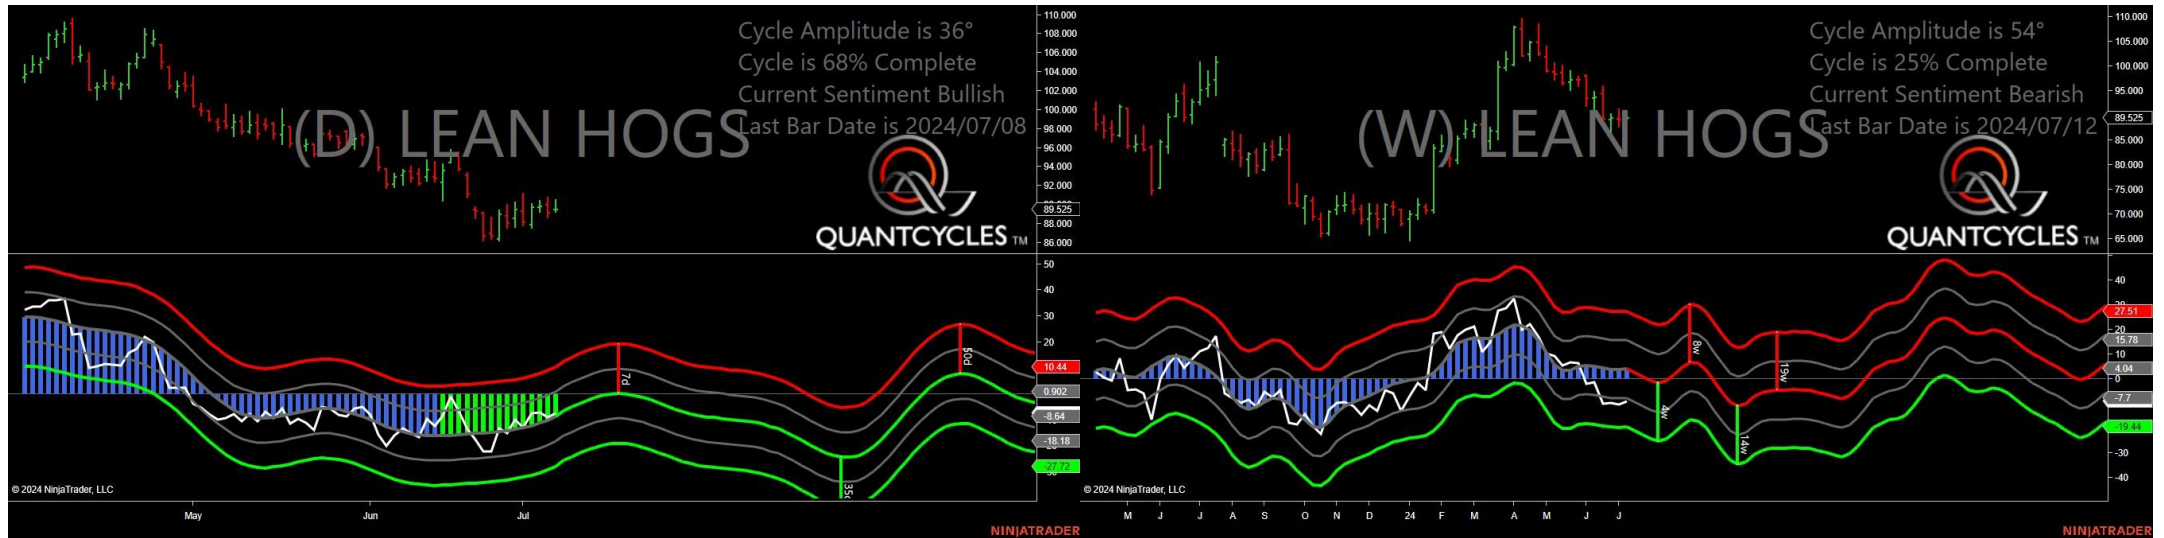 Cycle Amplitude is 36°
Cycle is 68% Complete
Current Sentiment Bullish
Last Bar Date is 2024/07/08
(D) LEAN HOGS
QUANTCYCLES TM
110.000
108.000
106.000
104.000
102.000
100.000
98.000
96.000
94.000
92.000
89.525
88.000
86.000
50
40
30
20
10.44
0.902
-8.64
-18.18
-27.72
7d
35d
50d
© 2024 NinjaTrader, LLC
May
Jun
Jul
NINJATRADER
Cycle Amplitude is 54°
Cycle is 25% Complete
Current Sentiment Bearish
Last Bar Date is 2024/07/12
(W) LEAN HOGS
QUANTCYCLES TM
110.000
105.000
100.000
95.000
89.525
85.000
80.000
75.000
70.000
65.000
40
27.51
20
15.78
10
4.04
0
-7.7
-19.44
-30
-40
4w
8w
14w
19w
© 2024 NinjaTrader, LLC
M J J A S O N D 24 F M A M J J
NINJATRADER